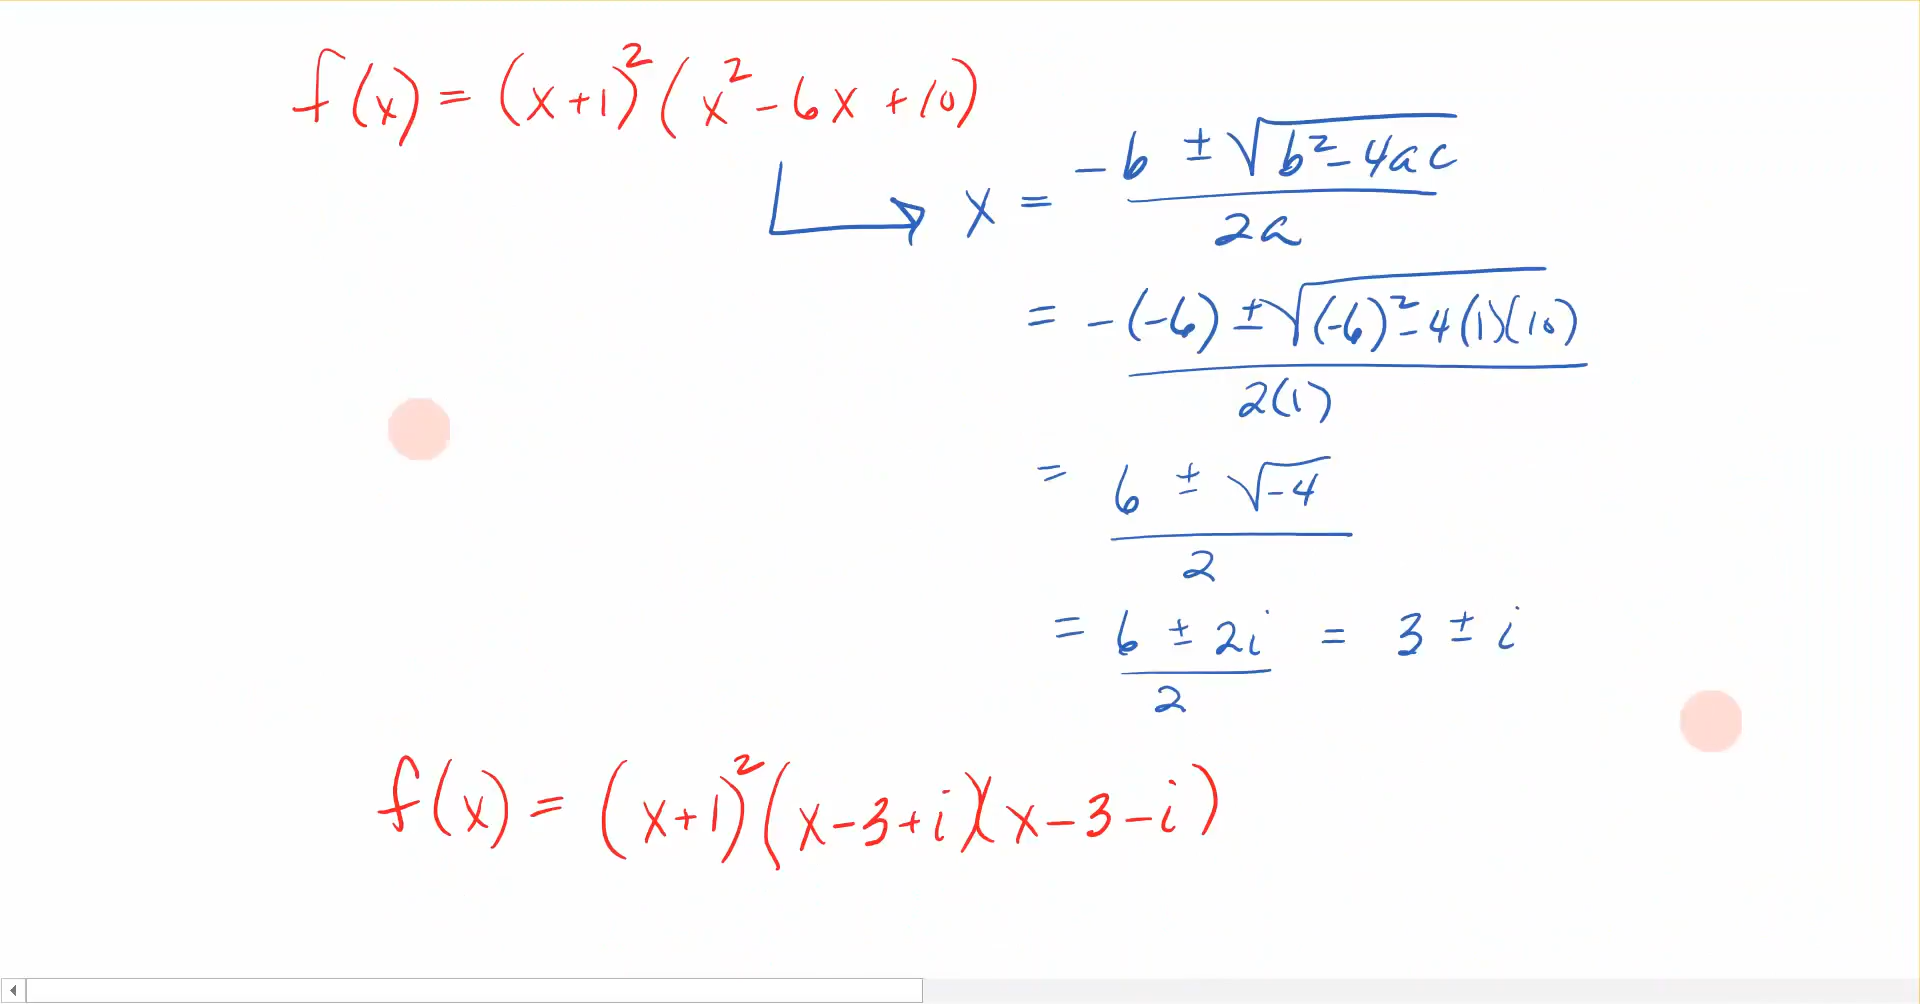 f(x) = (x+1)² (x² - 6x + 10)
x = (-b ± √(b² - 4ac)) / 2a
= (-(-6) ± √((-6)² - 4(1)(10))) / 2(1)
= (6 ± √-4) / 2
= (6 ± 2i) / 2 = 3 ± i
f(x) = (x+1)² (x-3+i)(x-3-i)